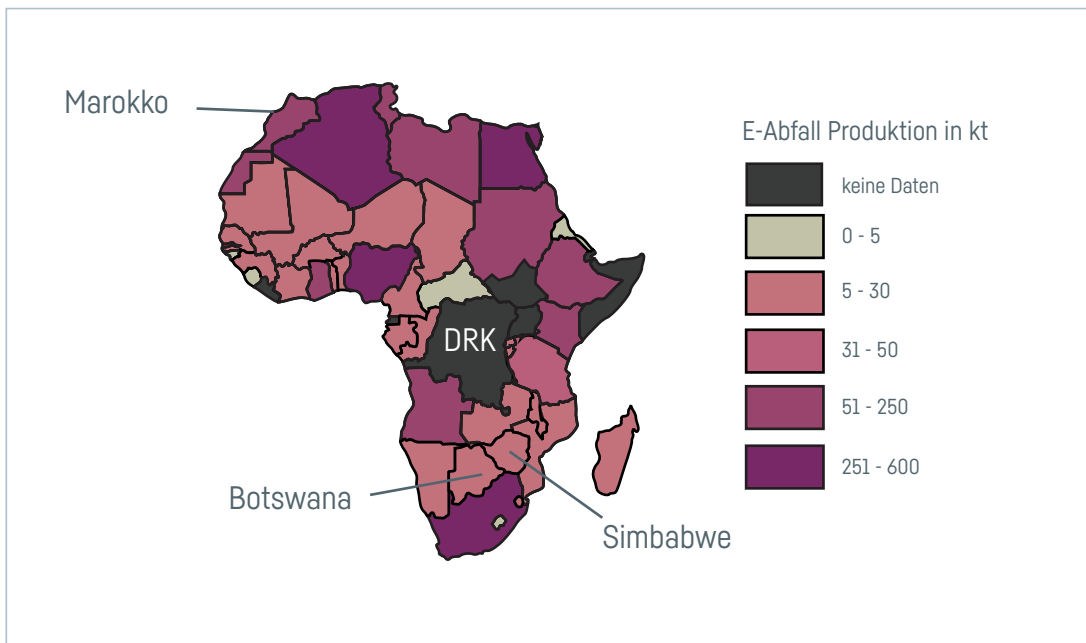 Marokko
E-Abfall Produktion in kt
keine Daten
0 - 5
5 - 30
DRK
31 - 50
51 - 250
251 - 600
Botswana
Simbabwe